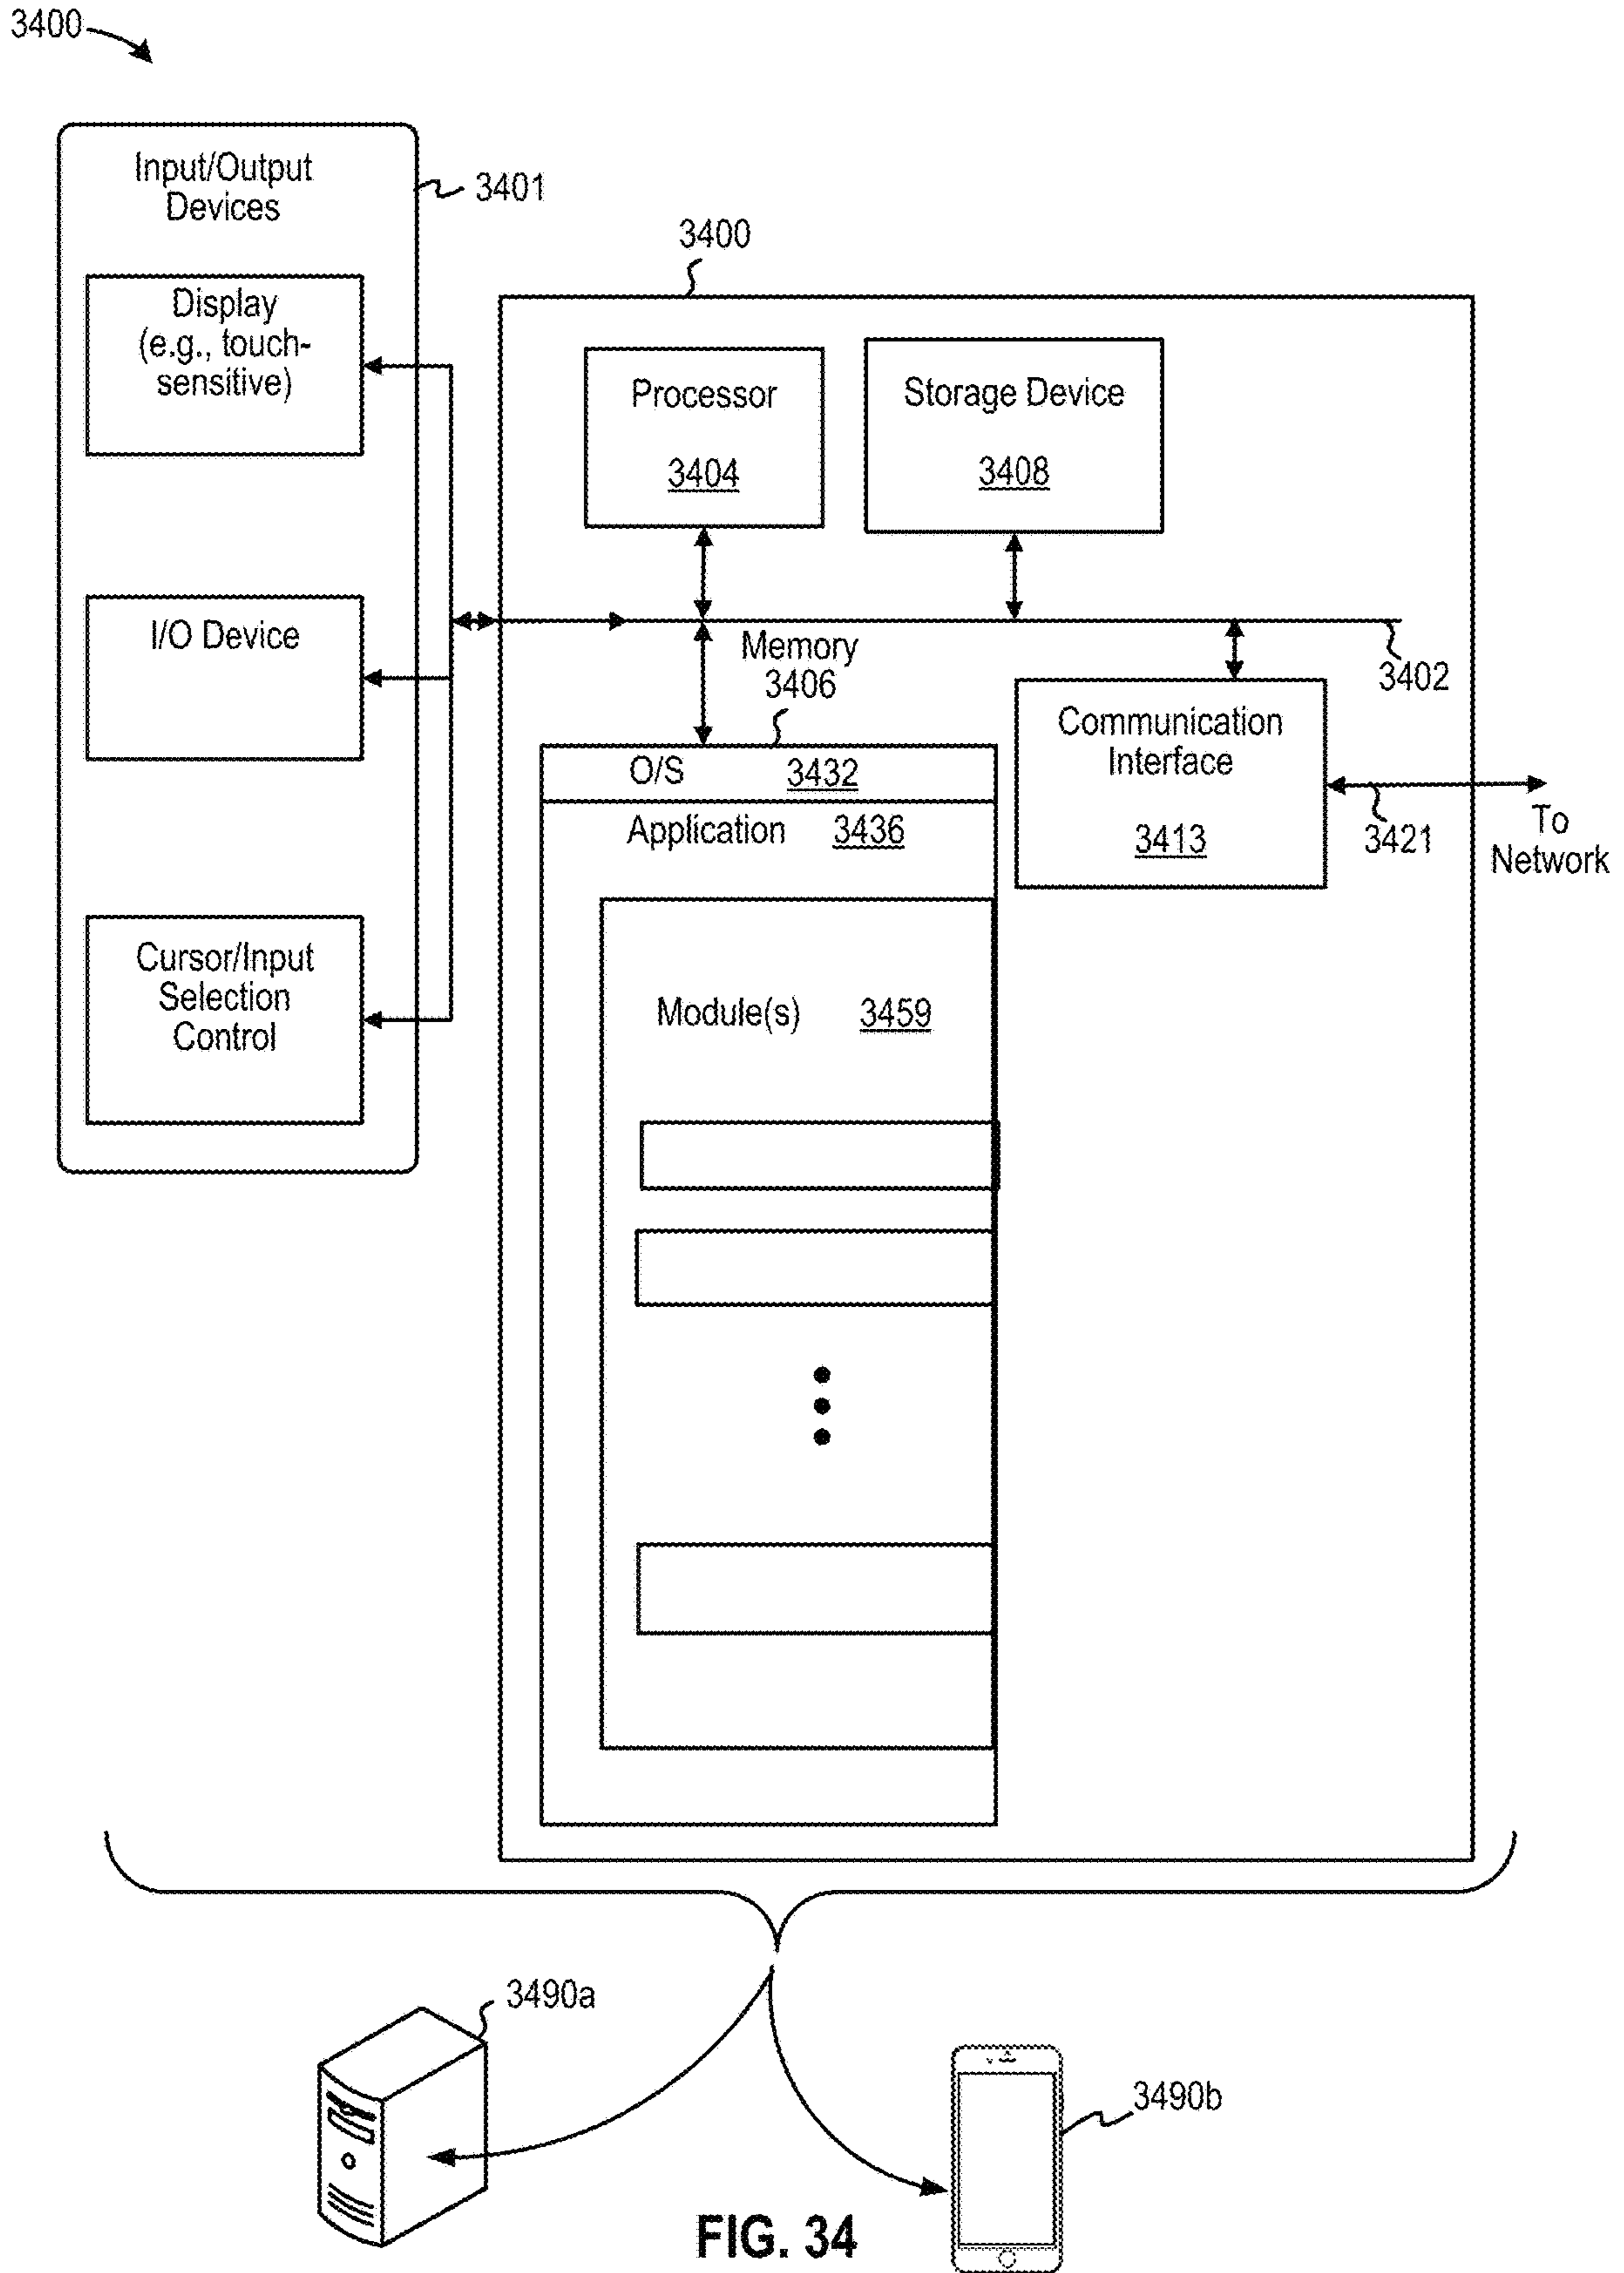 3400
Input/Output
Devices
3401
Display
(e.g., touch-
sensitive)
I/O Device
Cursor/Input
Selection
Control
3400
Processor
3404
Storage Device
3408
3402
Memory
3406
O/S 3432
Application 3436
Module(s) 3459
Communication
Interface
3413
3421
To
Network
3490a
3490b
FIG. 34